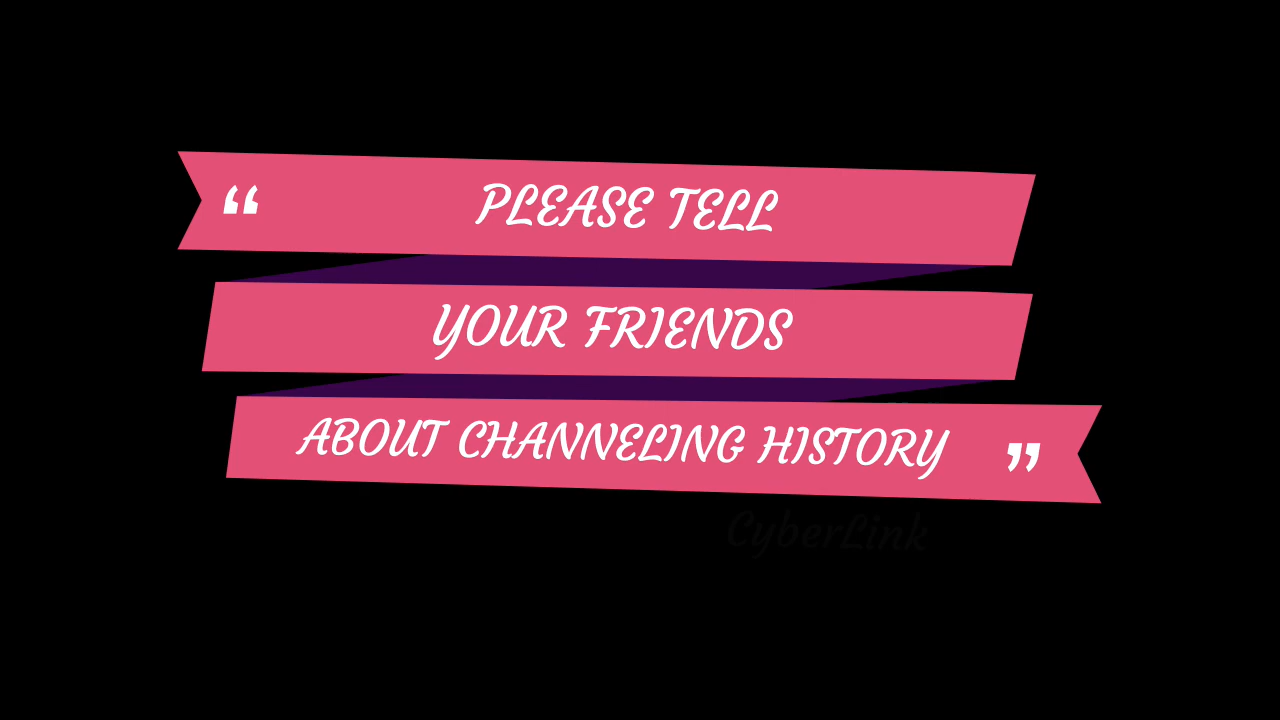 “ PLEASE TELL
YOUR FRIENDS
ABOUT CHANNELING HISTORY ”
CyberLink